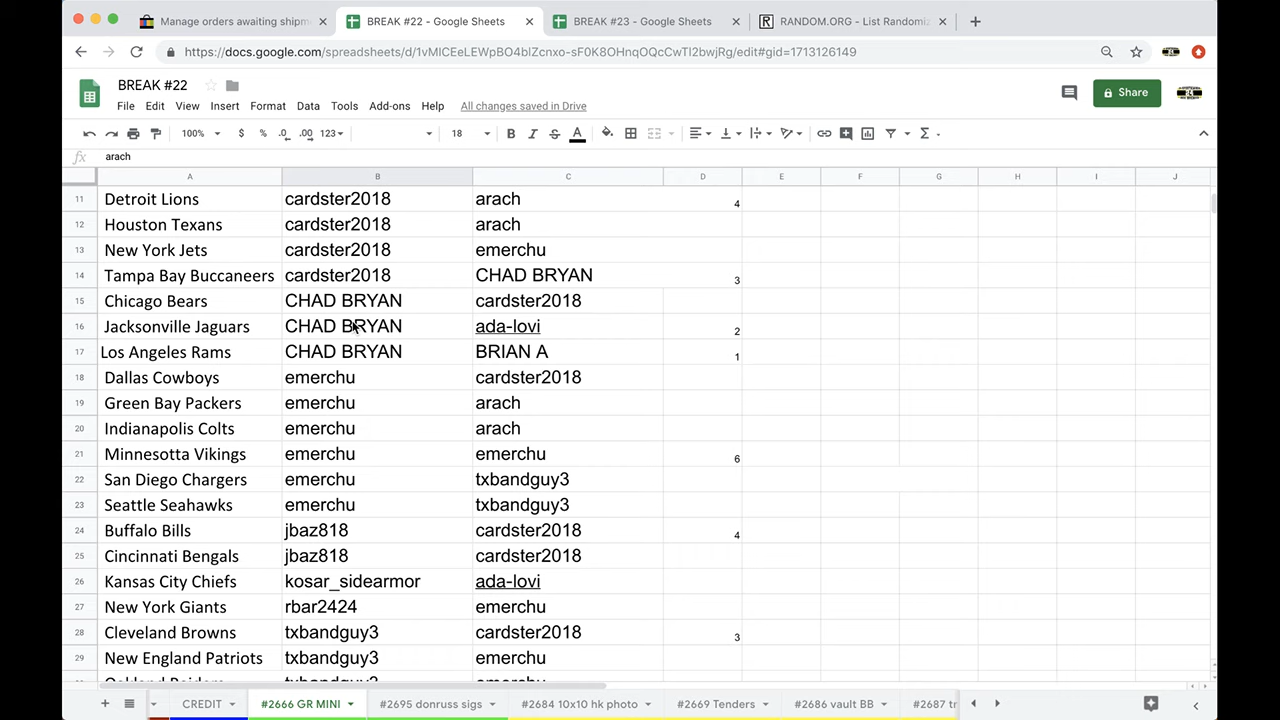 Manage orders awaiting shipm
BREAK #22 - Google Sheets
BREAK #23 - Google Sheets
RANDOM.ORG - List Randomiz
https://docs.google.com/spreadsheets/d/1vMlCEeLEWpBO4blZcnxo-sF0K8OHnqOQcCwTl2bwjRg/edit#gid=1713126149
BREAK #22
File Edit View Insert Format Data Tools Add-ons Help All changes saved in Drive
Share
100% $ % .0 .00 123 18 B I S A
fx arach
A B C D E F G H I J
11 Detroit Lions cardster2018 arach 4
12 Houston Texans cardster2018 arach
13 New York Jets cardster2018 emerchu
14 Tampa Bay Buccaneers cardster2018 CHAD BRYAN 3
15 Chicago Bears CHAD BRYAN cardster2018
16 Jacksonville Jaguars CHAD BRYAN ada-lovi 2
17 Los Angeles Rams CHAD BRYAN BRIAN A 1
18 Dallas Cowboys emerchu cardster2018
19 Green Bay Packers emerchu arach
20 Indianapolis Colts emerchu arach
21 Minnesotta Vikings emerchu emerchu 6
22 San Diego Chargers emerchu txbandguy3
23 Seattle Seahawks emerchu txbandguy3
24 Buffalo Bills jbaz818 cardster2018 4
25 Cincinnati Bengals jbaz818 cardster2018
26 Kansas City Chiefs kosar_sidearmor ada-lovi
27 New York Giants rbar2424 emerchu
28 Cleveland Browns txbandguy3 cardster2018 3
29 New England Patriots txbandguy3 emerchu
CREDIT #2666 GR MINI #2695 donruss sigs #2684 10x10 hk photo #2669 Tenders #2686 vault BB #2687 tr